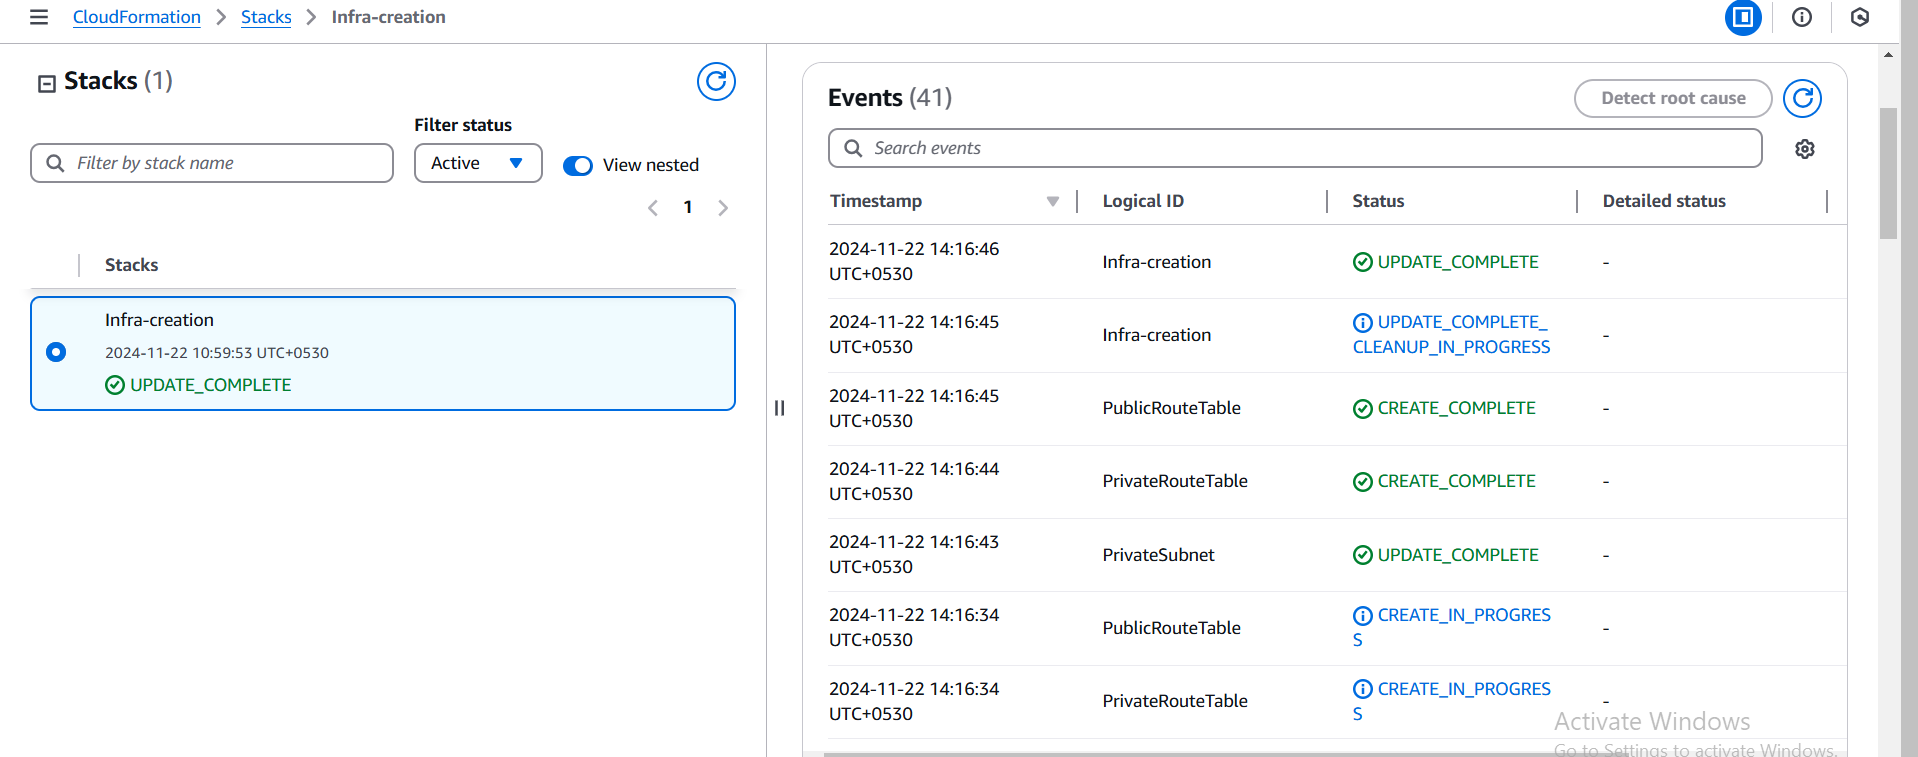 CloudFormation > Stacks > Infra-creation
Stacks (1)
Filter status
Filter by stack name
Active
View nested
1
Stacks
Infra-creation
2024-11-22 10:59:53 UTC+0530
UPDATE_COMPLETE
Events (41)
Detect root cause
Search events
Timestamp Logical ID Status Detailed status
2024-11-22 14:16:46
UTC+0530
Infra-creation
UPDATE_COMPLETE
-
2024-11-22 14:16:45
UTC+0530
Infra-creation
UPDATE_COMPLETE_
CLEANUP_IN_PROGRESS
-
2024-11-22 14:16:45
UTC+0530
PublicRouteTable
CREATE_COMPLETE
-
2024-11-22 14:16:44
UTC+0530
PrivateRouteTable
CREATE_COMPLETE
-
2024-11-22 14:16:43
UTC+0530
PrivateSubnet
UPDATE_COMPLETE
-
2024-11-22 14:16:34
UTC+0530
PublicRouteTable
CREATE_IN_PROGRES
S
-
2024-11-22 14:16:34
UTC+0530
PrivateRouteTable
CREATE_IN_PROGRES
S
-
Activate Windows
Go to Settings to activate Windows.